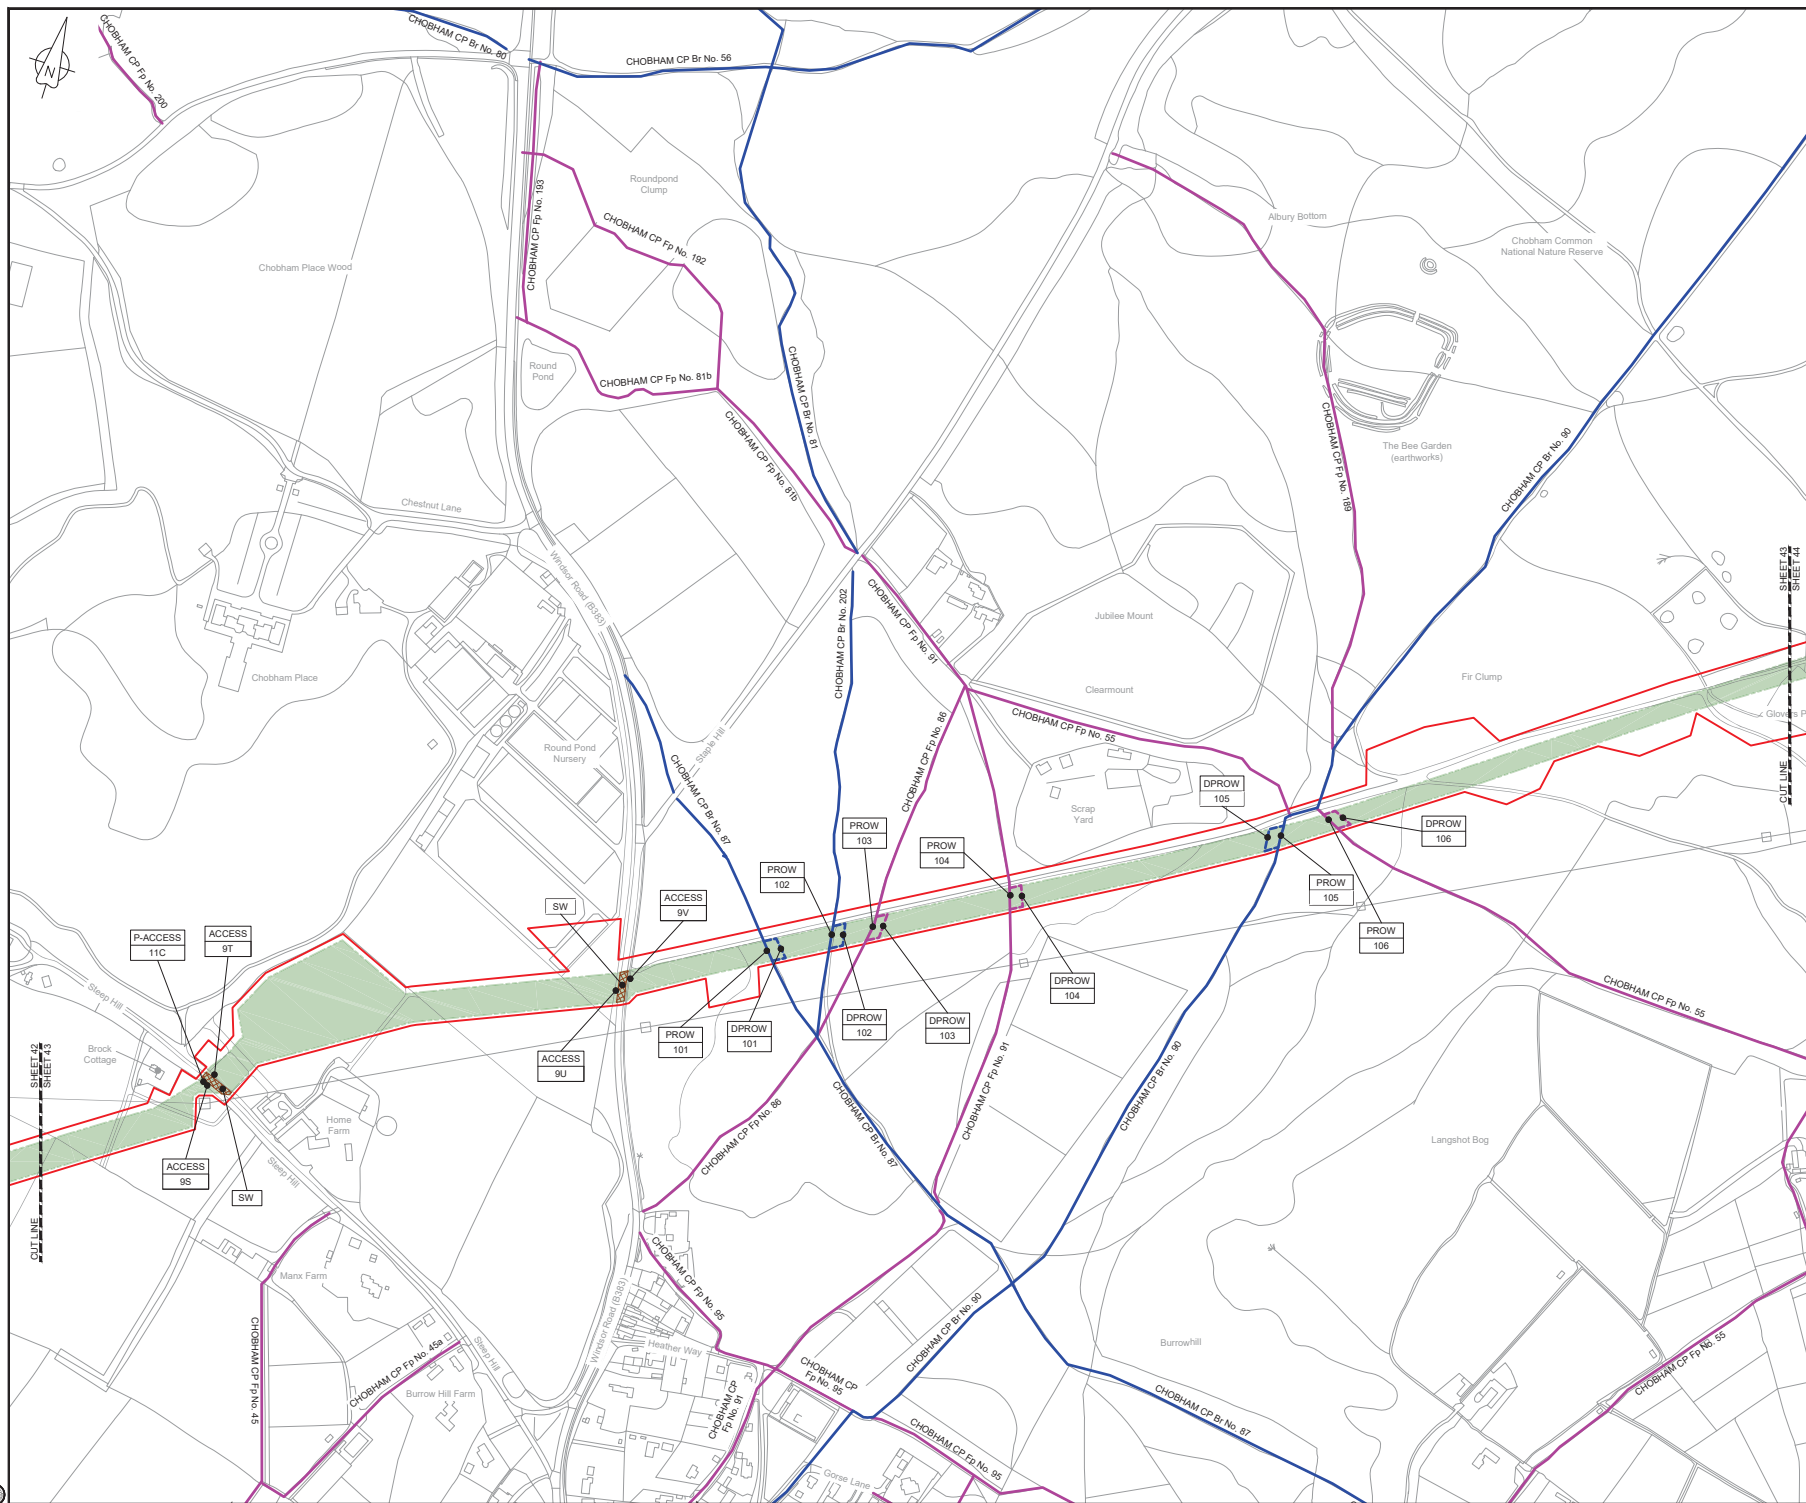 CHOBHAM CP Fp No. 200
CHOBHAM CP Br No. 80
CHOBHAM CP Br No. 56
N
Roundpond
Clump
CHOBHAM CP Fp No. 193
CHOBHAM CP Fp No. 192
Albury Bottom
Chobham Common
National Nature Reserve
Chobham Place Wood
Round
Pond
CHOBHAM CP Fp No. 81b
CHOBHAM CP Br No. 81
CHOBHAM CP Fp No. 81b
CHOBHAM CP Fp No. 189
The Bee Garden
(earthworks)
CHOBHAM CP Br No. 90
Chestnut Lane
Windsor Road (B383)
CHOBHAM CP Br No. 202
CHOBHAM CP Fp No. 91
Jubilee Mount
SHEET 43
SHEET 44
CUT LINE
Chobham Place
Clearmount
Fir Clump
Glovers P
Round Pond
Nursery
Staple Hill
CHOBHAM CP Fp No. 86
CHOBHAM CP Fp No. 55
CHOBHAM CP Br No. 87
Scrap
Yard
DPROW
105
PROW
103
PROW
104
DPROW
106
PROW
102
PROW
105
SW
ACCESS
9V
P-ACCESS
11C
ACCESS
9T
PROW
106
Steep Hill
DPROW
104
CHOBHAM CP Fp No. 55
DPROW
102
DPROW
103
PROW
101
DPROW
101
ACCESS
9U
Brock
Cottage
SHEET 42
SHEET 43
CUT LINE
Home
Farm
CHOBHAM CP Fp No. 91
CHOBHAM CP Br No. 90
CHOBHAM CP Fp No. 86
CHOBHAM CP Br No. 87
Langshot Bog
ACCESS
9S
SW
Steep Hill
Manx Farm
CHOBHAM CP Fp No. 95
Windsor Road (B383)
CHOBHAM CP Br No. 90
Heather Way
Burrowhill
CHOBHAM CP Fp No. 45
CHOBHAM CP Fp No. 45a
Steep Hill
Burrow Hill Farm
CHOBHAM CP
Fp No. 91
CHOBHAM CP
Fp No. 95
CHOBHAM CP Fp No. 95
CHOBHAM CP Br No. 87
CHOBHAM CP Fp No. 55
Gorse Lane